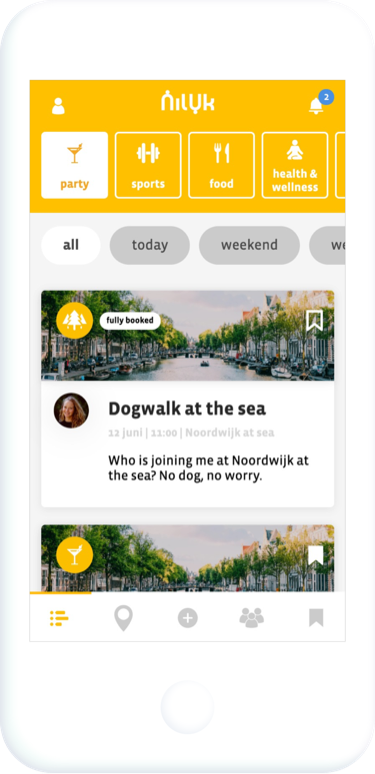 nilyk
2
party
sports
food
health &
wellness
all
today
weekend
we
fully booked
Dogwalk at the sea
12 juni | 11:00 | Noordwijk at sea
Who is joining me at Noordwijk at
the sea? No dog, no worry.